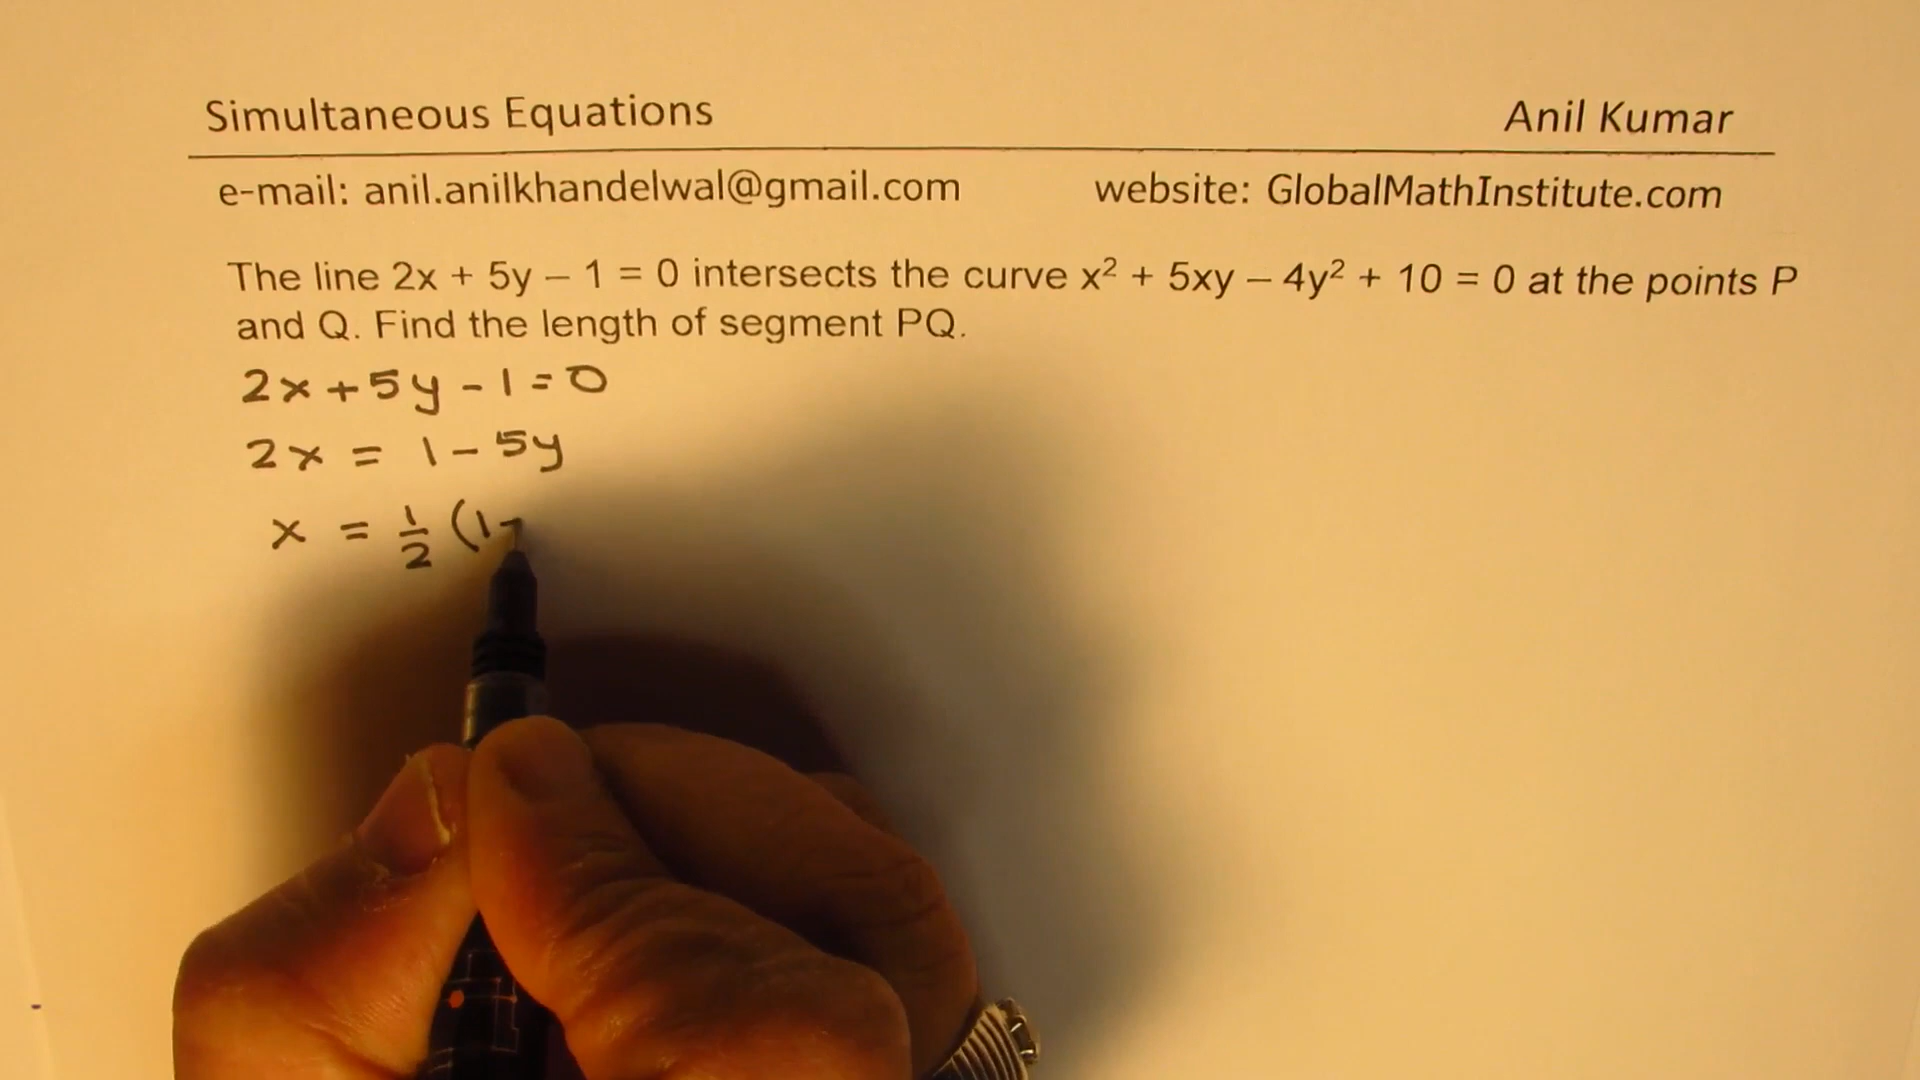 Simultaneous Equations Anil Kumar
e-mail: anil.anilkhandelwal@gmail.com website: GlobalMathInstitute.com
The line 2x + 5y – 1 = 0 intersects the curve x² + 5xy – 4y² + 10 = 0 at the points P
and Q. Find the length of segment PQ.
2x + 5y - 1 = 0
2x = 1 - 5y
x = 1/2 (1-